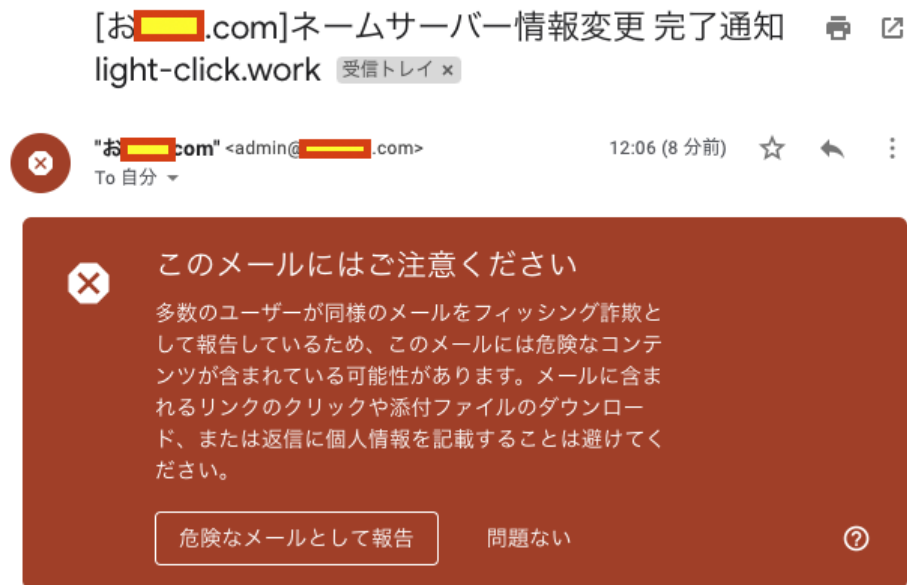 [お.com]ネームサーバー情報変更 完了通知
light-click.work 受信トレイ ×
"お com" <admin@.com> 12:06 (8 分前)
To 自分
このメールにはご注意ください
多数のユーザーが同様のメールをフィッシング詐欺と
して報告しているため、このメールには危険なコンテ
ンツが含まれている可能性があります。メールに含ま
れるリンクのクリックや添付ファイルのダウンロー
ド、または返信に個人情報を記載することは避けてく
ださい。
危険なメールとして報告 問題ない